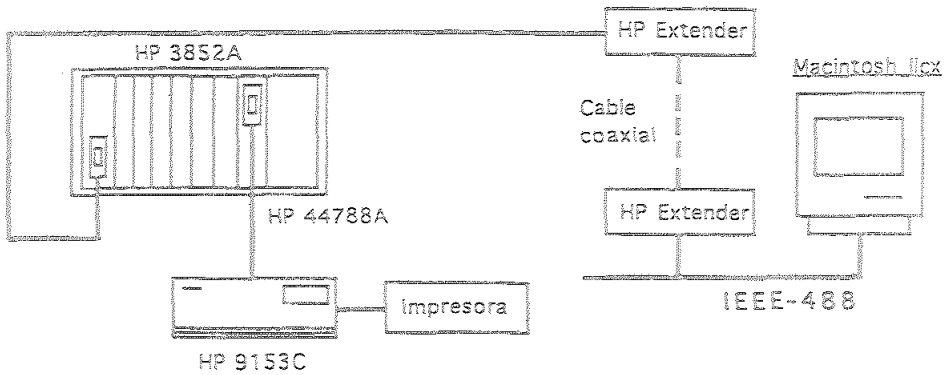 HP Extender
HP 3852A
Macintosh IIcx
Cable
coaxial
HP Extender
HP 44788A
IEEE-488
Impresora
HP 9153C